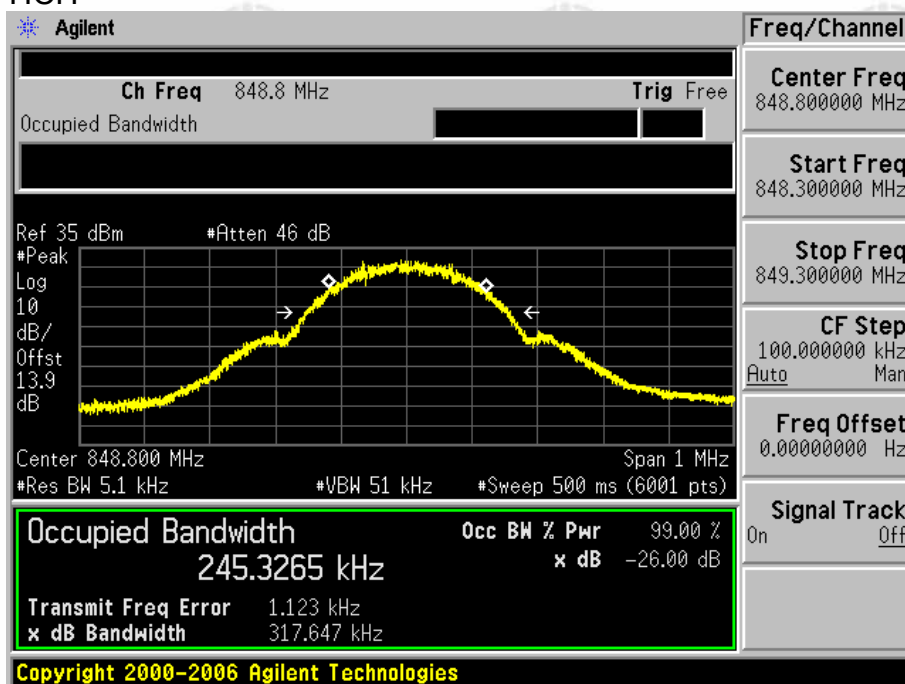 Agilent
Freq/Channel
Ch Freq 848.8 MHz Trig Free
Occupied Bandwidth
Center Freq
848.800000 MHz
Start Freq
848.300000 MHz
Stop Freq
849.300000 MHz
CF Step
100.000000 kHz
Auto Man
Freq Offset
0.00000000 Hz
Signal Track
On Off
Ref 35 dBm #Atten 46 dB
#Peak
Log
10
dB/
Offst
13.9
dB
Center 848.800 MHz Span 1 MHz
#Res BW 5.1 kHz #VBW 51 kHz #Sweep 500 ms (6001 pts)
Occupied Bandwidth Occ BW % Pwr 99.00 %
245.3265 kHz x dB -26.00 dB
Transmit Freq Error 1.123 kHz
x dB Bandwidth 317.647 kHz
Copyright 2000-2006 Agilent Technologies